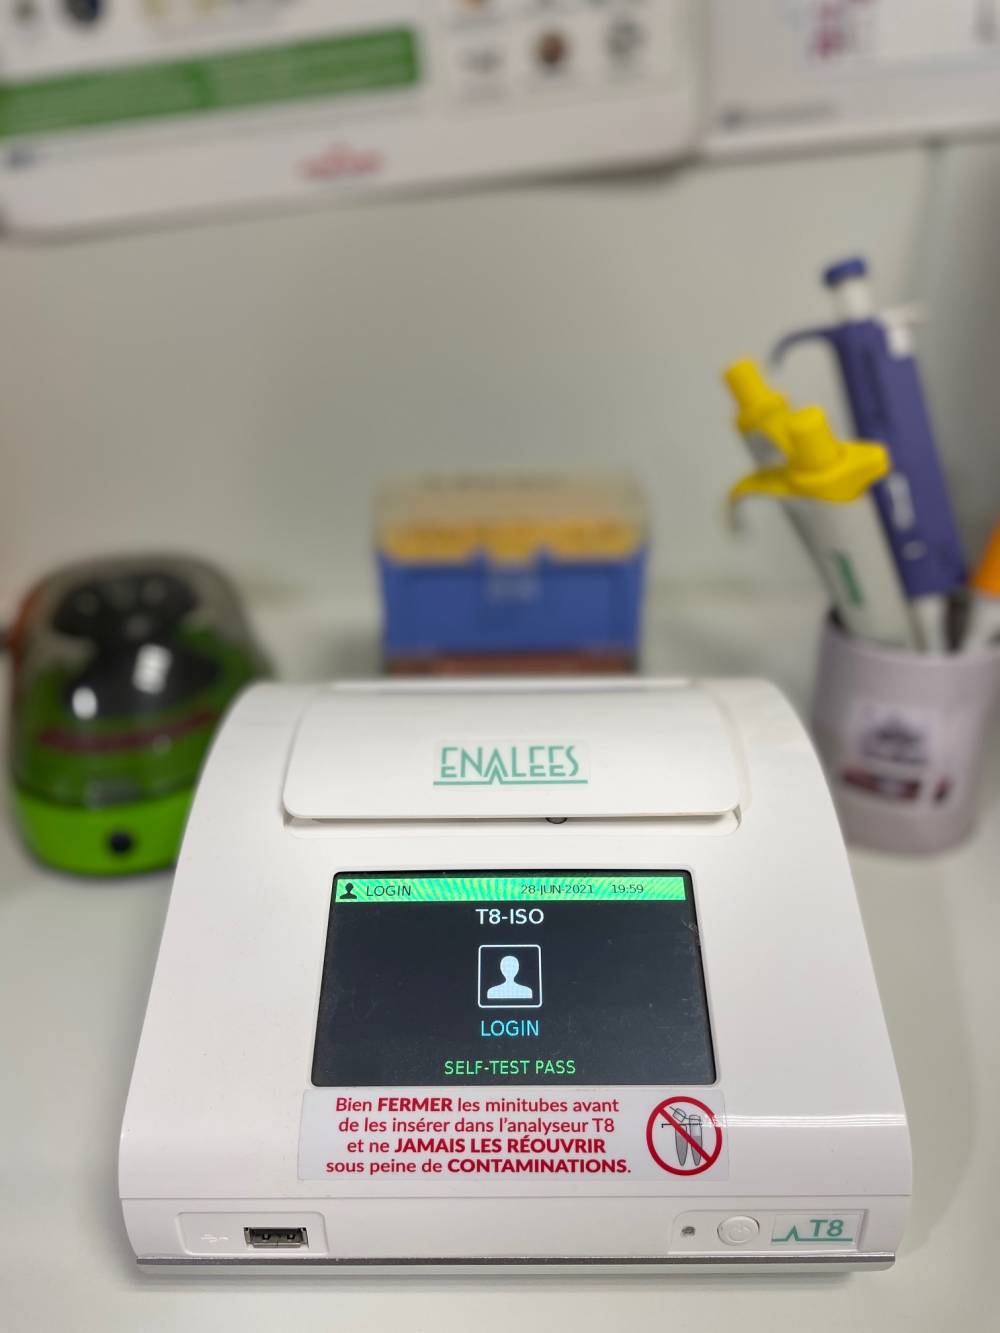 ENALEES
LOGIN 28-JUN-2021 19:59
T8-ISO
LOGIN
SELF-TEST PASS
Bien FERMER les minitubes avant
de les insérer dans l'analyseur T8
et ne JAMAIS LES RÉOUVRIR
sous peine de CONTAMINATIONS.
T8